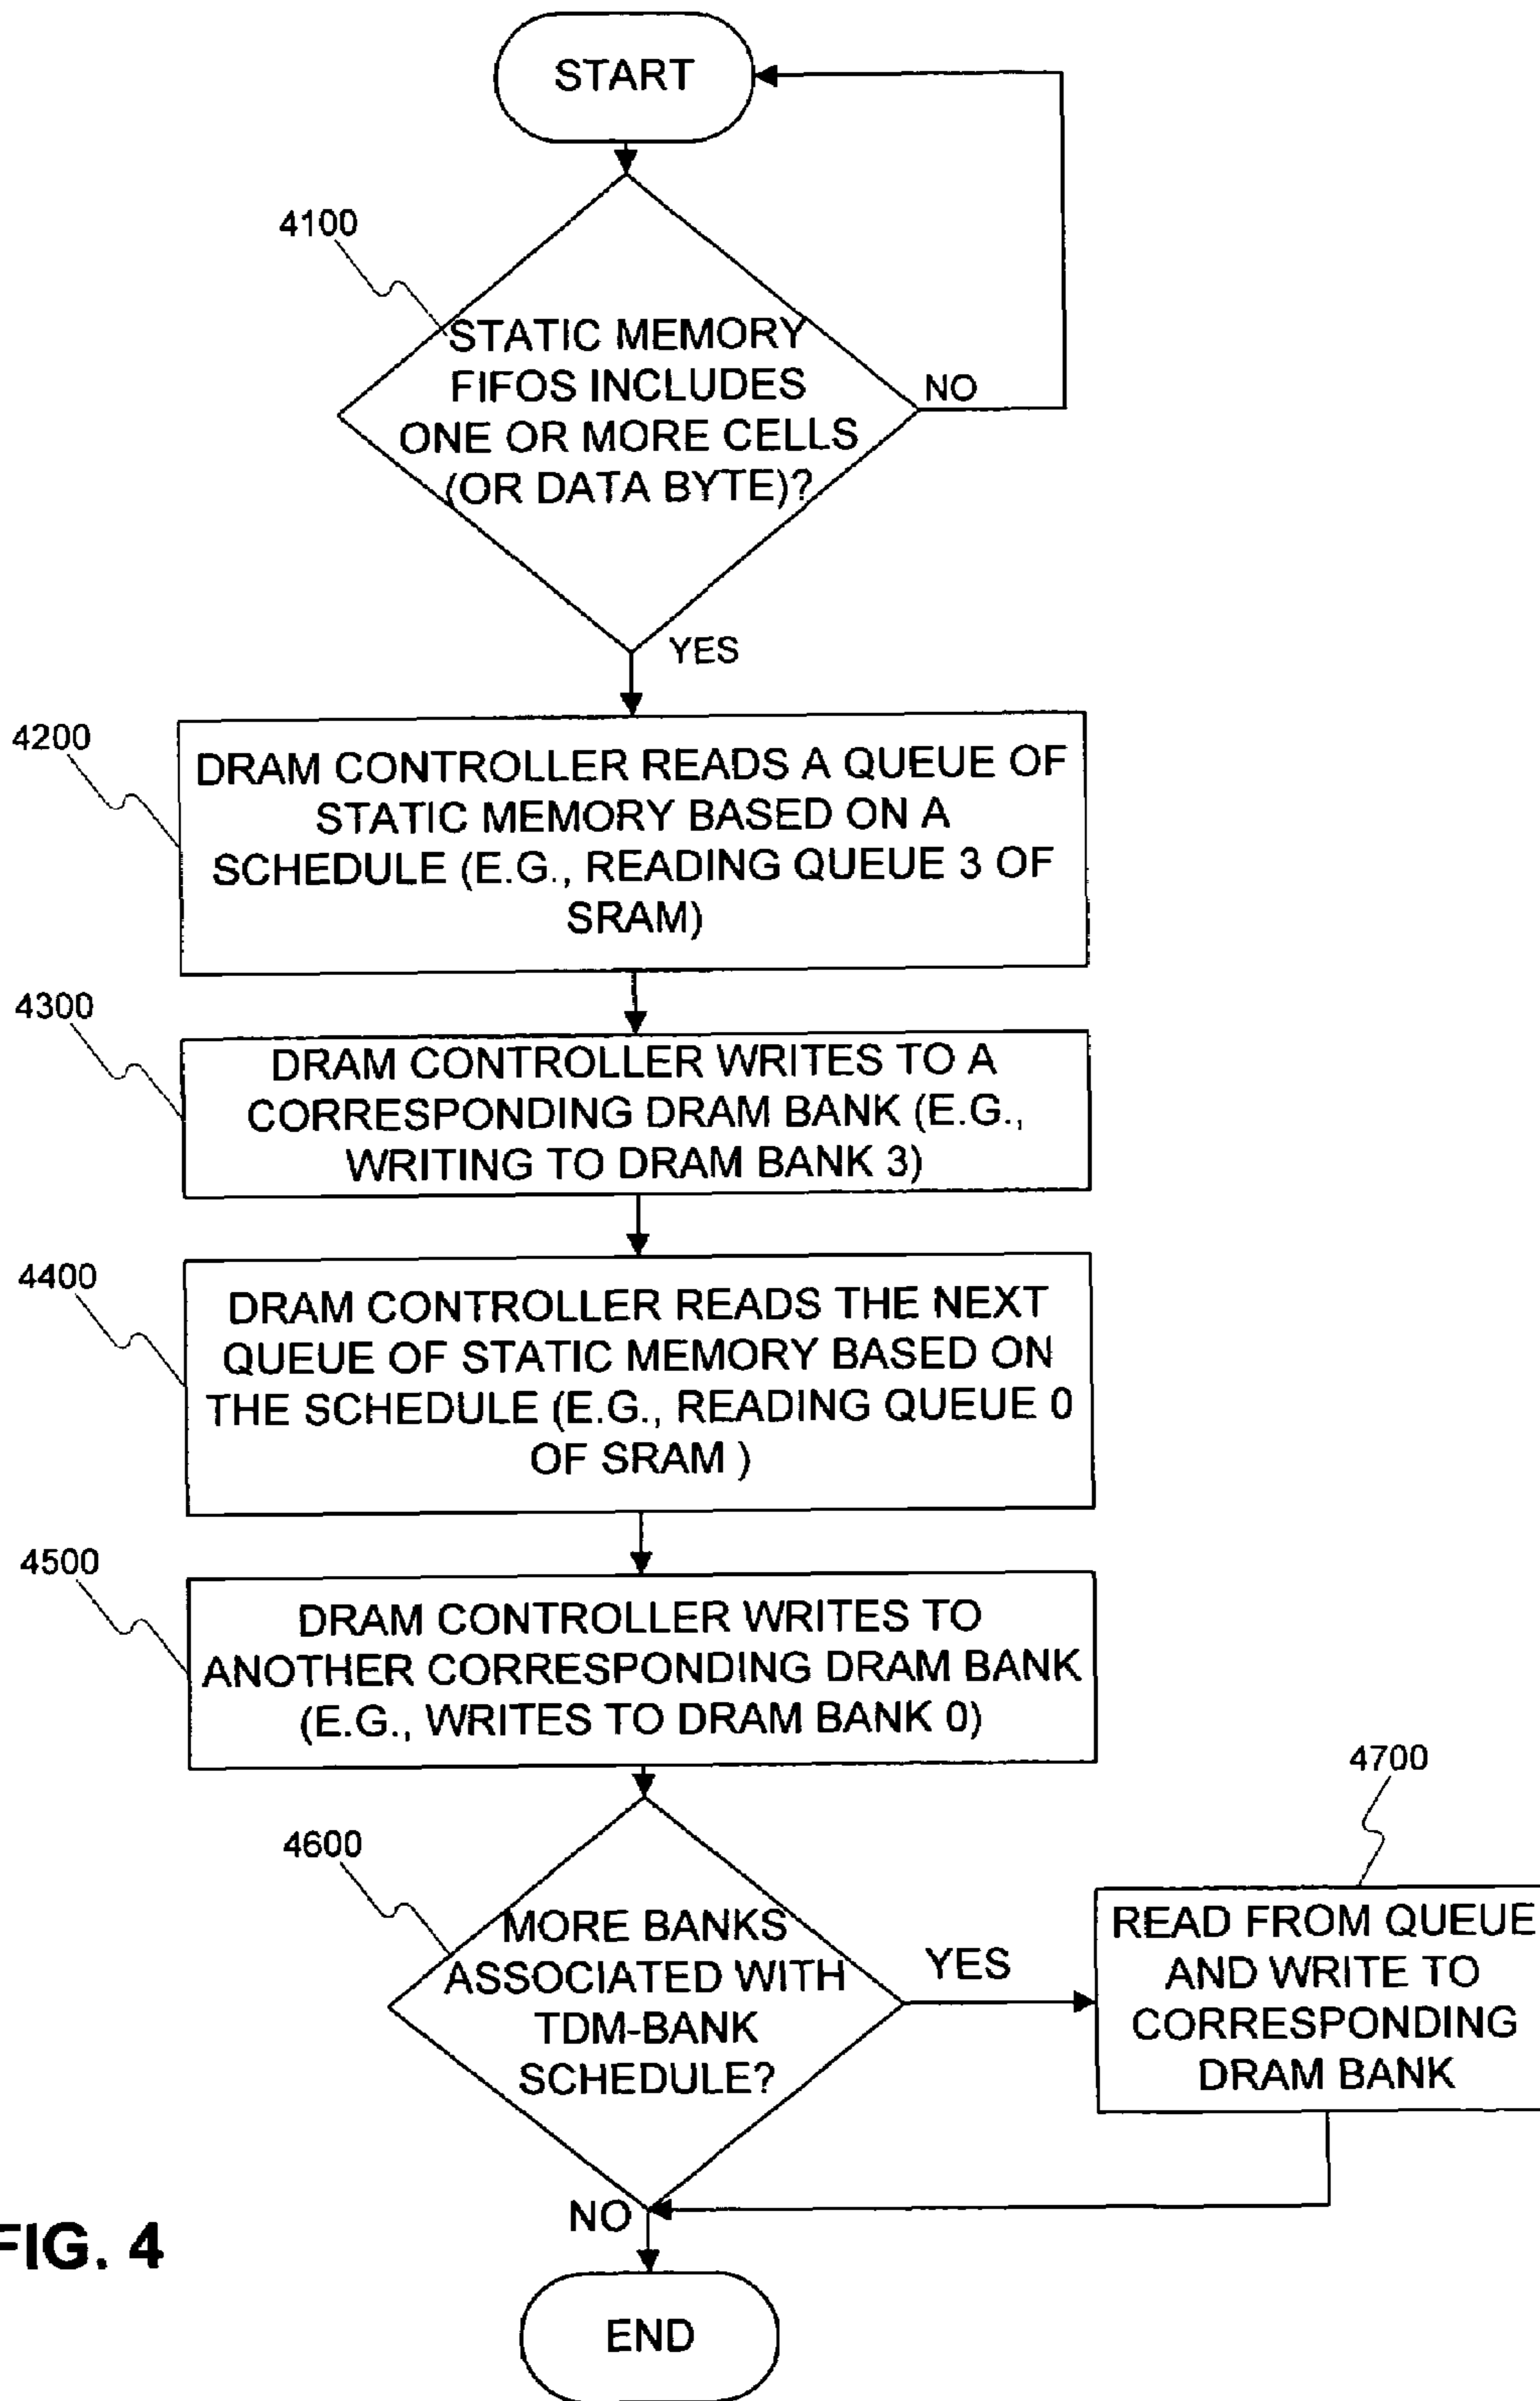 START
4100
STATIC MEMORY
FIFOS INCLUDES
ONE OR MORE CELLS
(OR DATA BYTE)?
NO
YES
4200
DRAM CONTROLLER READS A QUEUE OF
STATIC MEMORY BASED ON A
SCHEDULE (E.G., READING QUEUE 3 OF
SRAM)
4300
DRAM CONTROLLER WRITES TO A
CORRESPONDING DRAM BANK (E.G.,
WRITING TO DRAM BANK 3)
4400
DRAM CONTROLLER READS THE NEXT
QUEUE OF STATIC MEMORY BASED ON
THE SCHEDULE (E.G., READING QUEUE 0
OF SRAM )
4500
DRAM CONTROLLER WRITES TO
ANOTHER CORRESPONDING DRAM BANK
(E.G., WRITES TO DRAM BANK 0)
4600
MORE BANKS
ASSOCIATED WITH
TDM-BANK
SCHEDULE?
YES
4700
READ FROM QUEUE
AND WRITE TO
CORRESPONDING
DRAM BANK
NO
FIG. 4
END